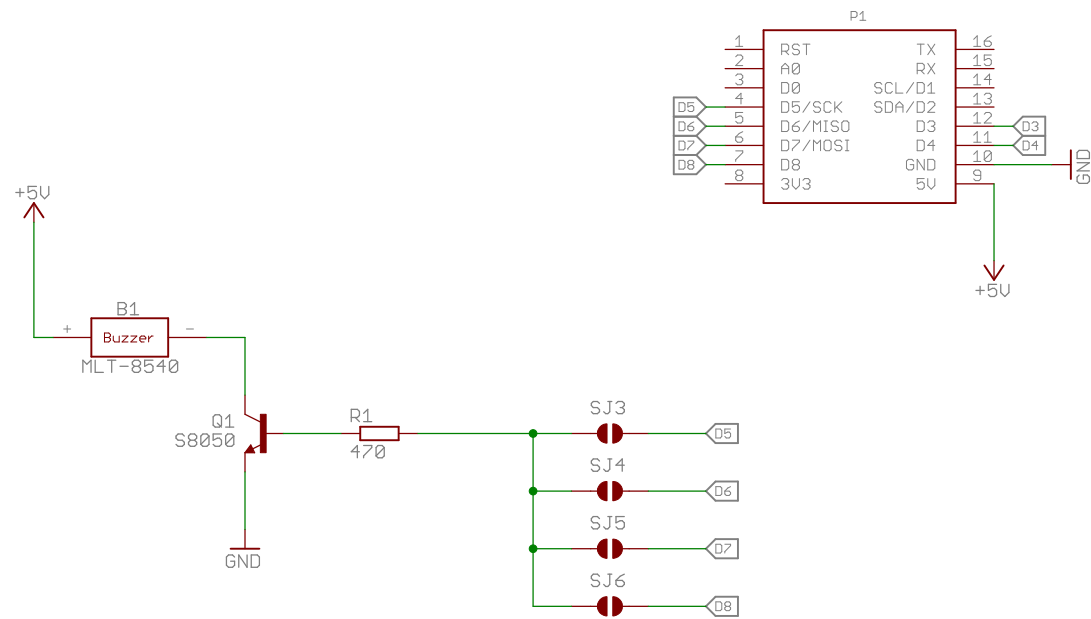 P1
1 RST TX 16
2 A0 RX 15
3 D0 SCL/D1 14
D5 4 D5/SCK SDA/D2 13
D6 5 D6/MISO D3 12 D3
D7 6 D7/MOSI D4 11 D4
D8 7 D8 GND 10 GND
8 3V3 5V 9
+5V
+5V
B1
+ Buzzer -
MLT-8540
Q1
S8050
R1
470
GND
SJ3
D5
SJ4
D6
SJ5
D7
SJ6
D8